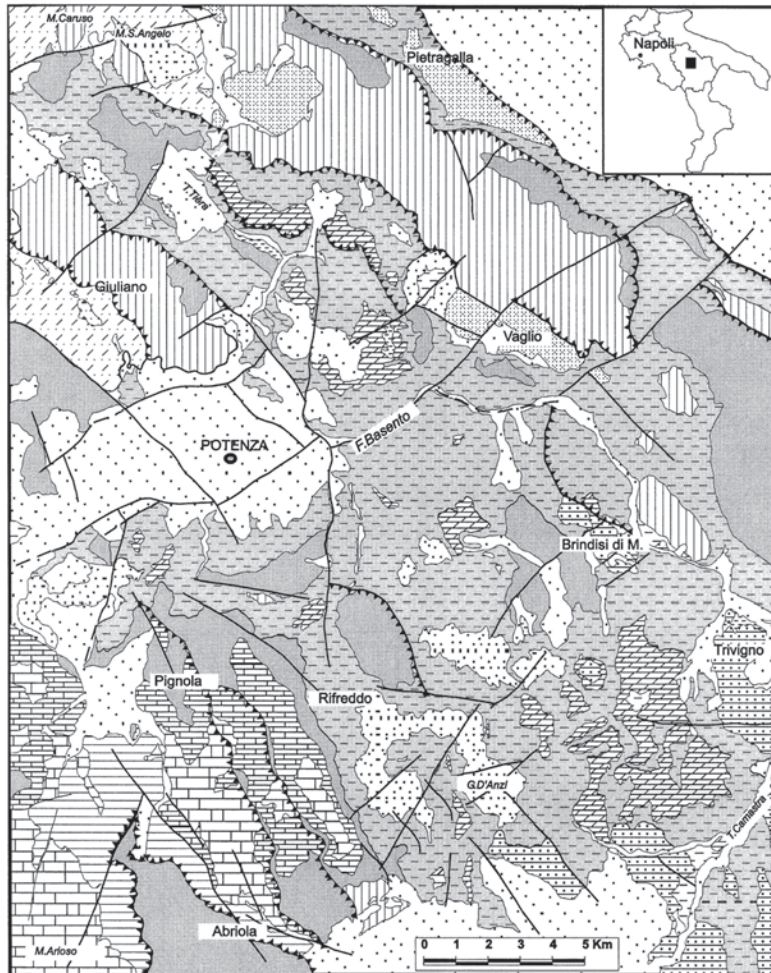 M.Caruso
M.S.Angelo
Pietragalla
Napoli
T.Tiera
Giuliano
Vaglio
F.Basento
POTENZA
Brindisi di M.
Trivigno
Pignola
Rifreddo
G.D'Anzi
T.Camastra
Abriola
M.Arioso
0 1 2 3 4 5 Km